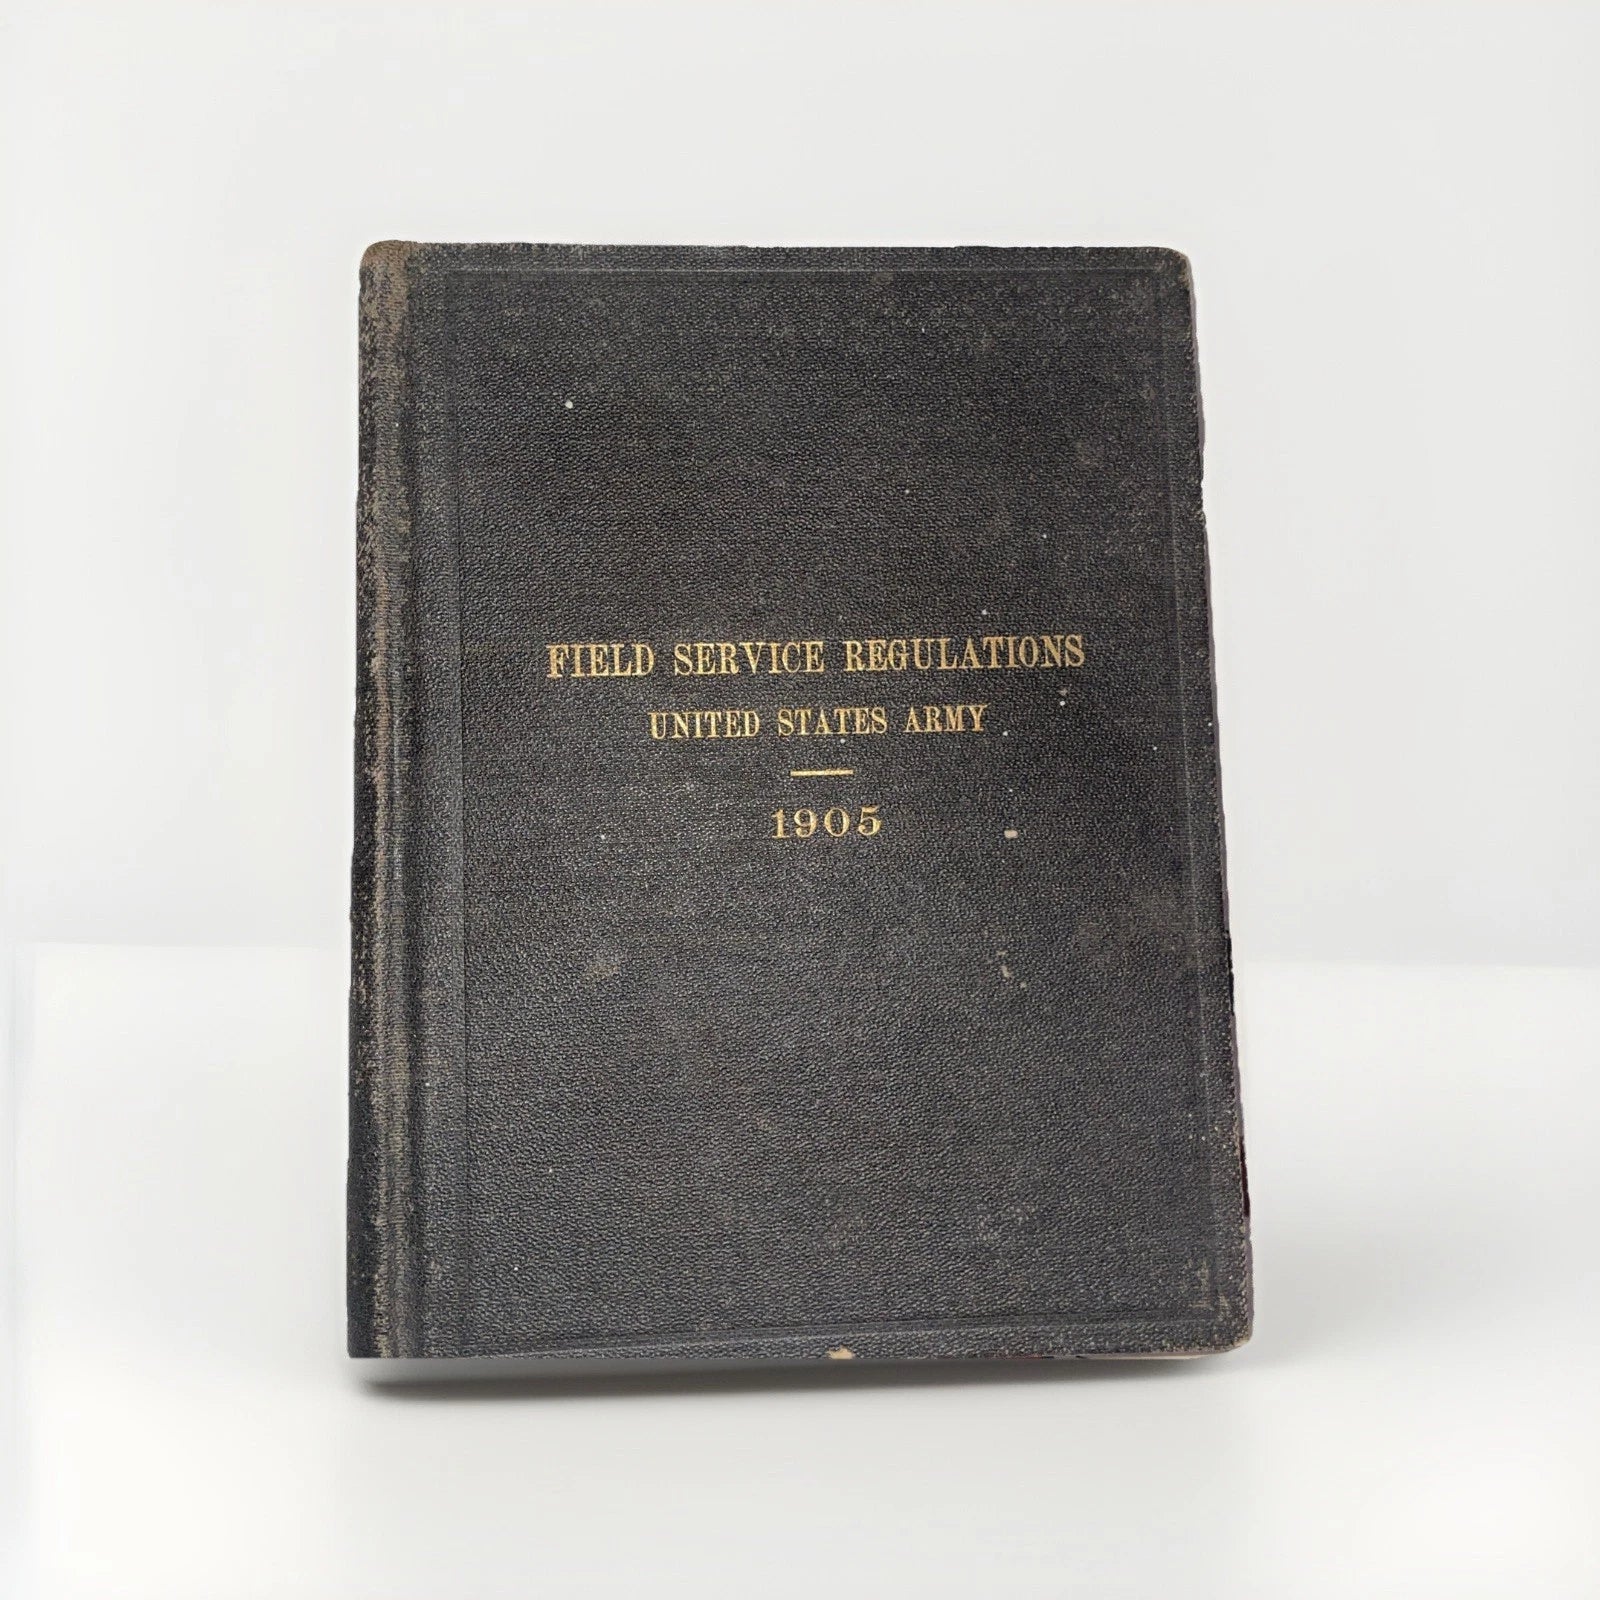 FIELD SERVICE REGULATIONS
UNITED STATES ARMY
1905